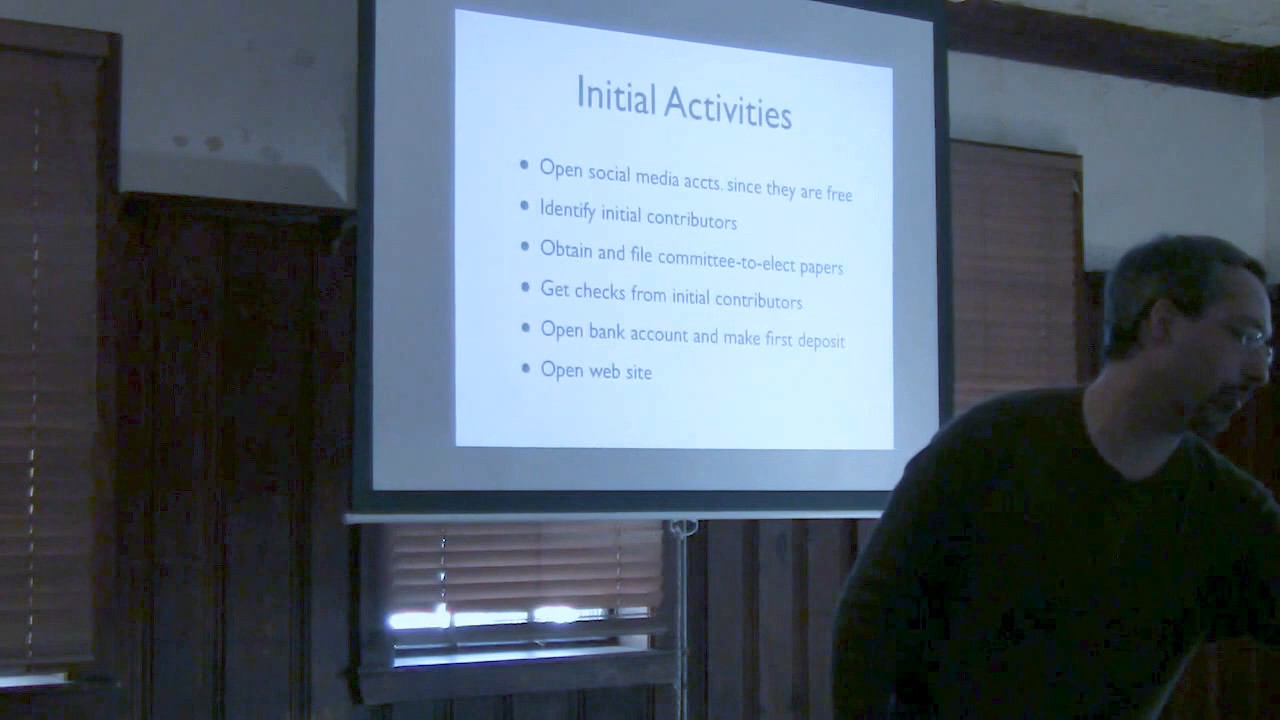 Initial Activities
• Open social media accts. since they are free
• Identify initial contributors
• Obtain and file committee-to-elect papers
• Get checks from initial contributors
• Open bank account and make first deposit
• Open web site